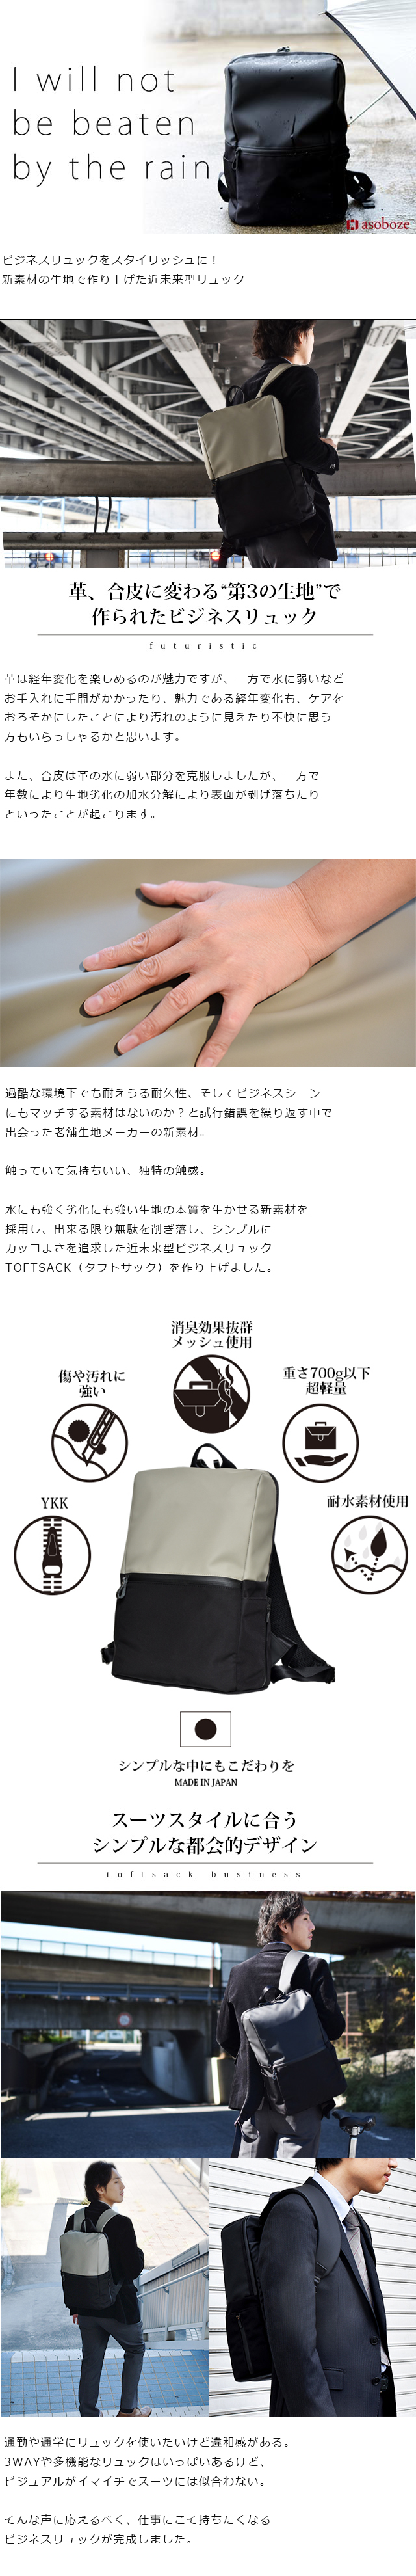 I will not
be beaten
by the rain
asoboze
ビジネスリュックをスタイリッシュに！
新素材の生地で作り上げた近未来型リュック
革、合皮に変わる“第3の生地”で
作られたビジネスリュック
futuristic
革は経年変化を楽しめるのが魅力ですが、一方で水に弱いなど
お手入れに手間がかかったり、魅力である経年変化も、ケアを
おろそかにしたことにより汚れのように見えたり不快に思う
方もいらっしゃるかと思います。
また、合皮は革の水に弱い部分を克服しましたが、一方で
年数により生地劣化の加水分解により表面が剥げ落ちたり
といったことが起こります。
過酷な環境下でも耐えうる耐久性、そしてビジネスシーン
にもマッチする素材はないのか？と試行錯誤を繰り返す中で
出会った老舗生地メーカーの新素材。
触っていて気持ちいい、独特の触感。
水にも強く劣化にも強い生地の本質を生かせる新素材を
採用し、出来る限り無駄を削ぎ落し、シンプルに
カッコよさを追求した近未来型ビジネスリュック
TOFTSACK（タフトサック）を作り上げました。
消臭効果抜群
メッシュ使用
傷や汚れに
強い
重さ700g以下
超軽量
YKK
耐水素材使用
シンプルな中にもこだわりを
MADE IN JAPAN
スーツスタイルに合う
シンプルな都会的デザイン
toftsack business
通勤や通学にリュックを使いたいけど違和感がある。
3WAYや多機能なリュックはいっぱいあるけど、
ビジュアルがイマイチでスーツには似合わない。
そんな声に応えるべく、仕事にこそ持ちたくなる
ビジネスリュックが完成しました。